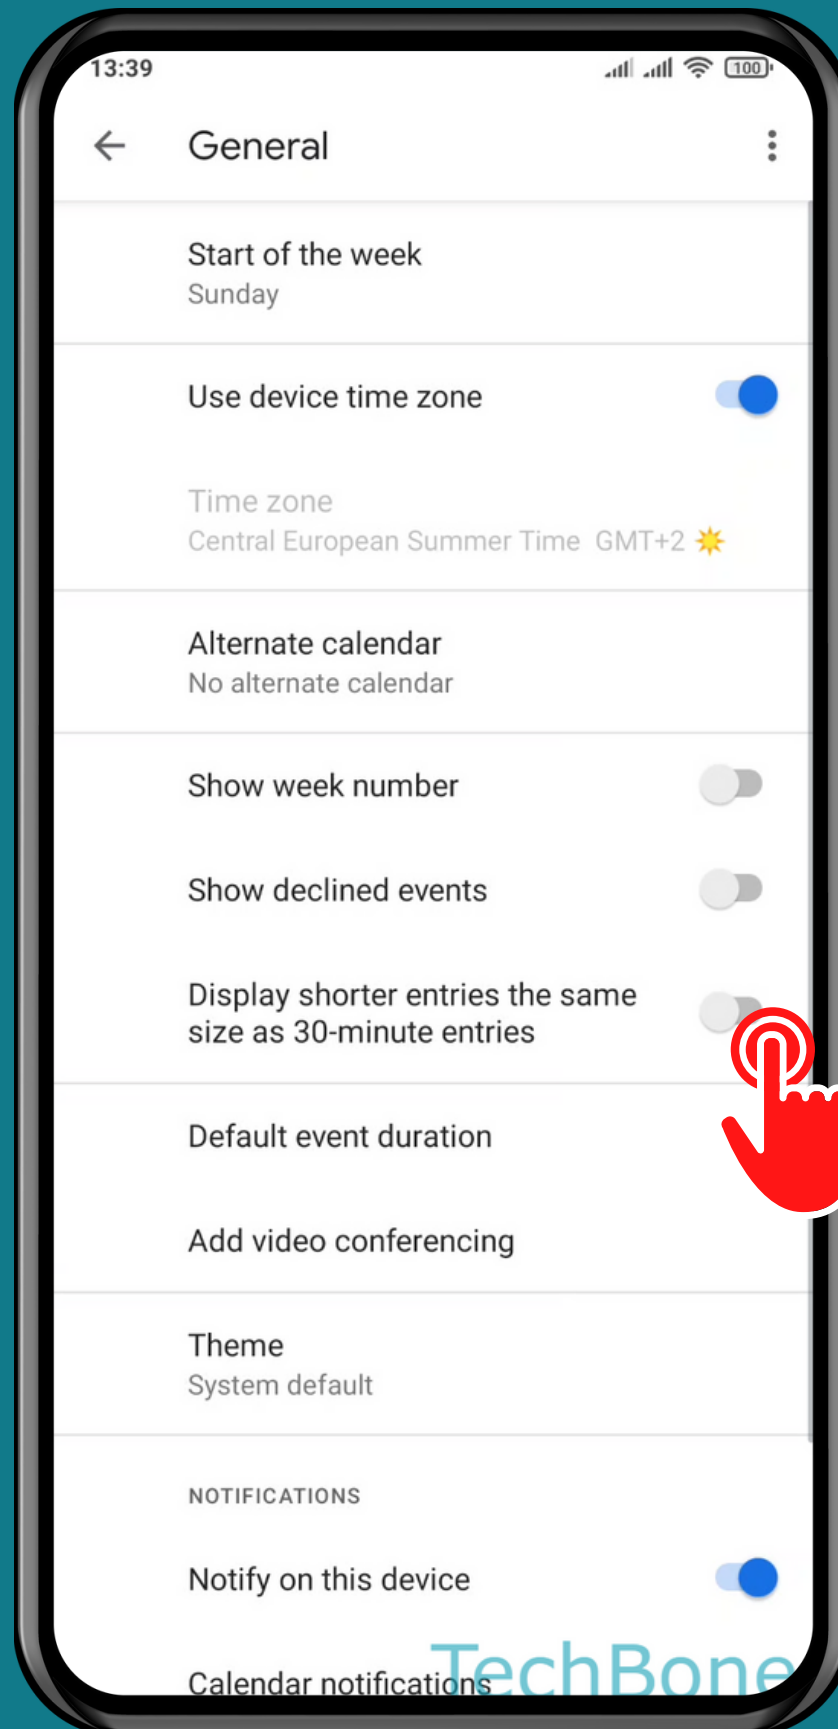 13:39
100
General
Start of the week
Sunday
Use device time zone
Time zone
Central European Summer Time GMT+2
Alternate calendar
No alternate calendar
Show week number
Show declined events
Display shorter entries the same
size as 30-minute entries
Default event duration
Add video conferencing
Theme
System default
NOTIFICATIONS
Notify on this device
Calendar notifications
TechBone